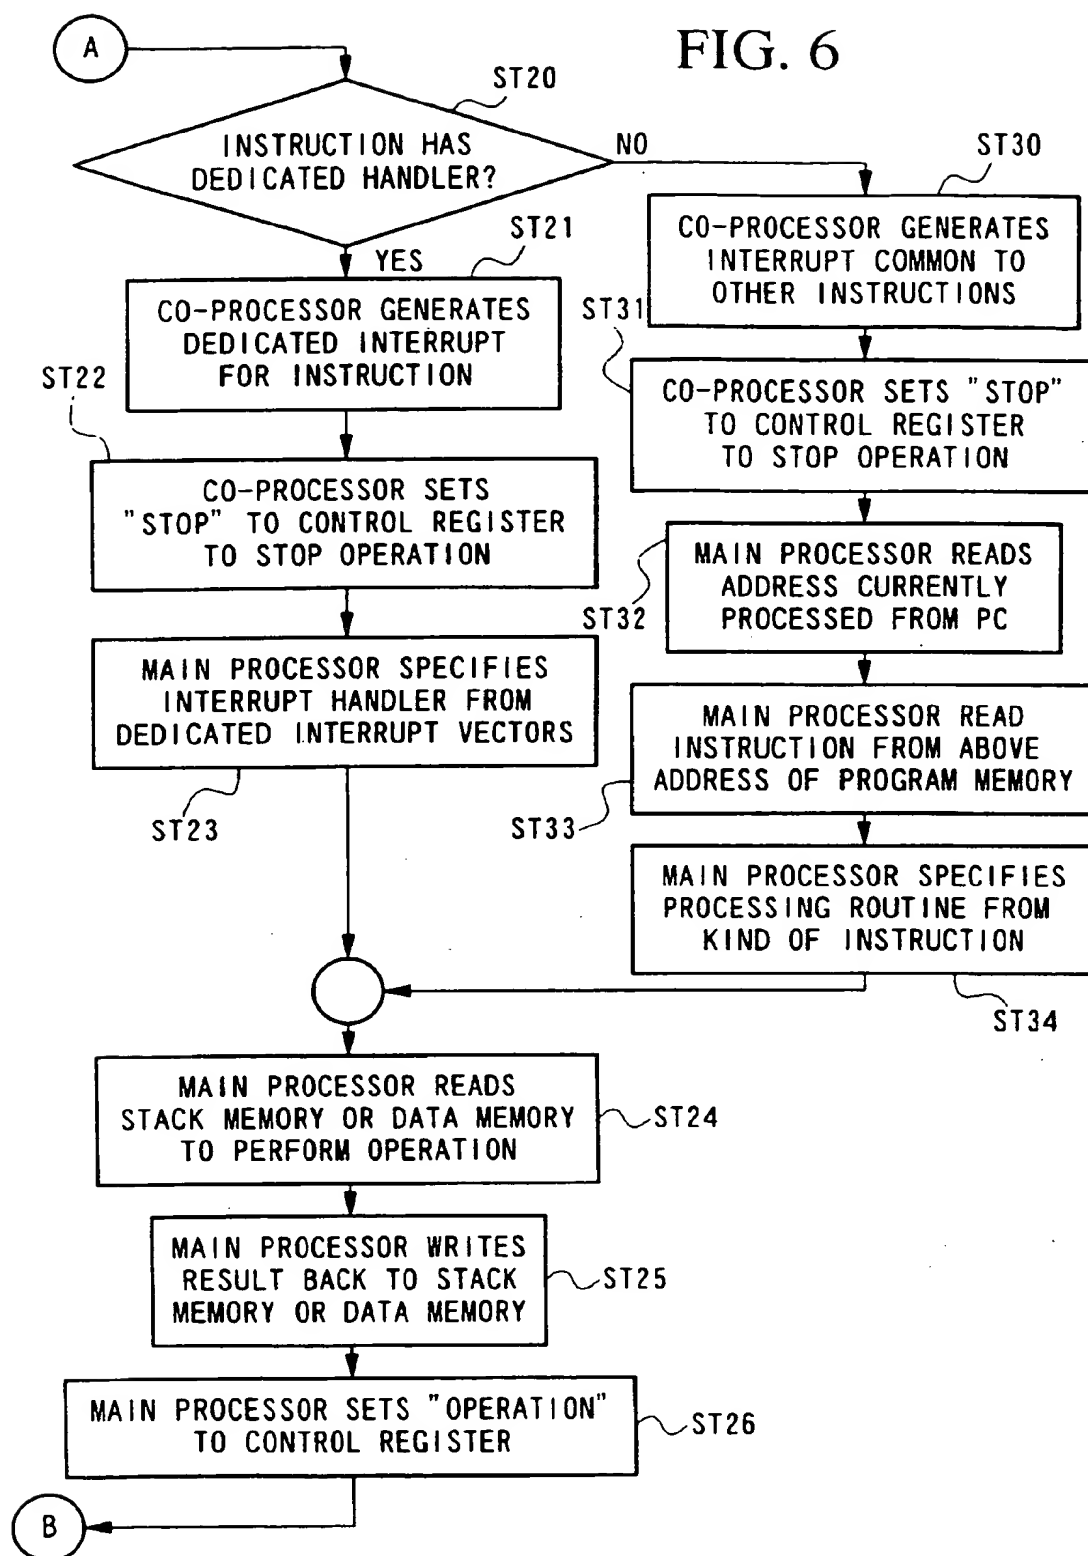 FIG. 6
A
ST20
INSTRUCTION HAS
DEDICATED HANDLER?
NO
YES
ST21
CO-PROCESSOR GENERATES
DEDICATED INTERRUPT
FOR INSTRUCTION
ST22
CO-PROCESSOR SETS
"STOP" TO CONTROL REGISTER
TO STOP OPERATION
MAIN PROCESSOR SPECIFIES
INTERRUPT HANDLER FROM
DEDICATED INTERRUPT VECTORS
ST23
ST30
CO-PROCESSOR GENERATES
INTERRUPT COMMON TO
OTHER INSTRUCTIONS
ST31
CO-PROCESSOR SETS "STOP"
TO CONTROL REGISTER
TO STOP OPERATION
MAIN PROCESSOR READS
ADDRESS CURRENTLY
PROCESSED FROM PC
ST32
MAIN PROCESSOR READ
INSTRUCTION FROM ABOVE
ADDRESS OF PROGRAM MEMORY
ST33
MAIN PROCESSOR SPECIFIES
PROCESSING ROUTINE FROM
KIND OF INSTRUCTION
ST34
MAIN PROCESSOR READS
STACK MEMORY OR DATA MEMORY
TO PERFORM OPERATION
ST24
MAIN PROCESSOR WRITES
RESULT BACK TO STACK
MEMORY OR DATA MEMORY
ST25
MAIN PROCESSOR SETS "OPERATION"
TO CONTROL REGISTER
ST26
B